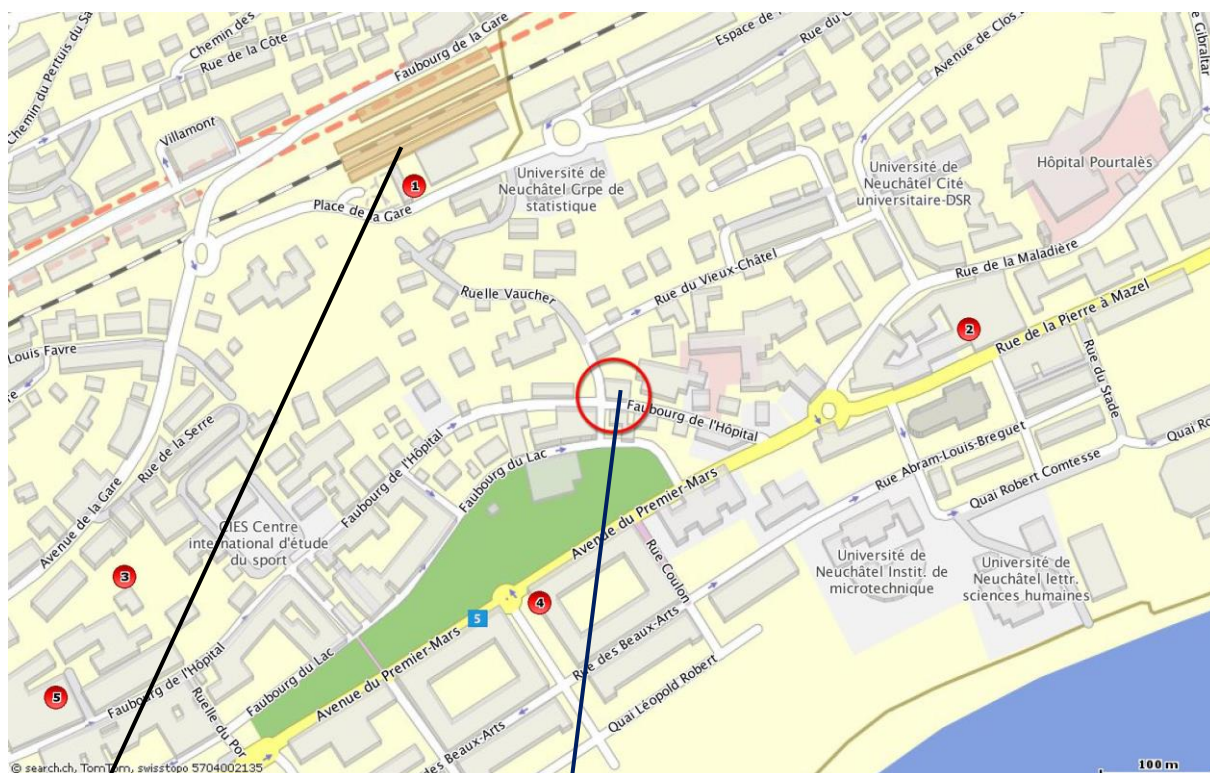 Chemin du Pertuis du Sa
Chemin des
Rue de la Côte
Faubourg de la Gare
Espace de
Rue du C
Avenue de Clos
Gibraltar
Villamont
1
Université de
Neuchâtel Grpe de
statistique
Université de
Neuchâtel Cité
universitaire-DSR
Hôpital Pourtalès
Place de la Gare
Rue de la Maladière
Rue du Vieux-Châtel
Ruelle Vaucher
2
Rue de la Pierre à Mazel
Louis Favre
Rue du Stade
Rue de la Serre
Faubourg de l'Hôpital
Faubourg de l'Hôpital
Faubourg du Lac
Rue Abram-Louis-Breguet
Quai Ro
Quai Robert Comtesse
Avenue de la Gare
CIES Centre
international d'étude
du sport
Avenue du Premier-Mars
Rue Coulon
Université de
Neuchâtel Instit. de
microtechnique
Université de
Neuchâtel lettr.
sciences humaines
3
4
5
Faubourg de l'Hôpital
Faubourg du Lac
Avenue du Premier-Mars
Rue des Beaux-Arts
Quai Léopold Robert
5
Ruelle du Por
des Beaux-Arts
© search.ch, TomTom, swisstopo 5704002135
100 m